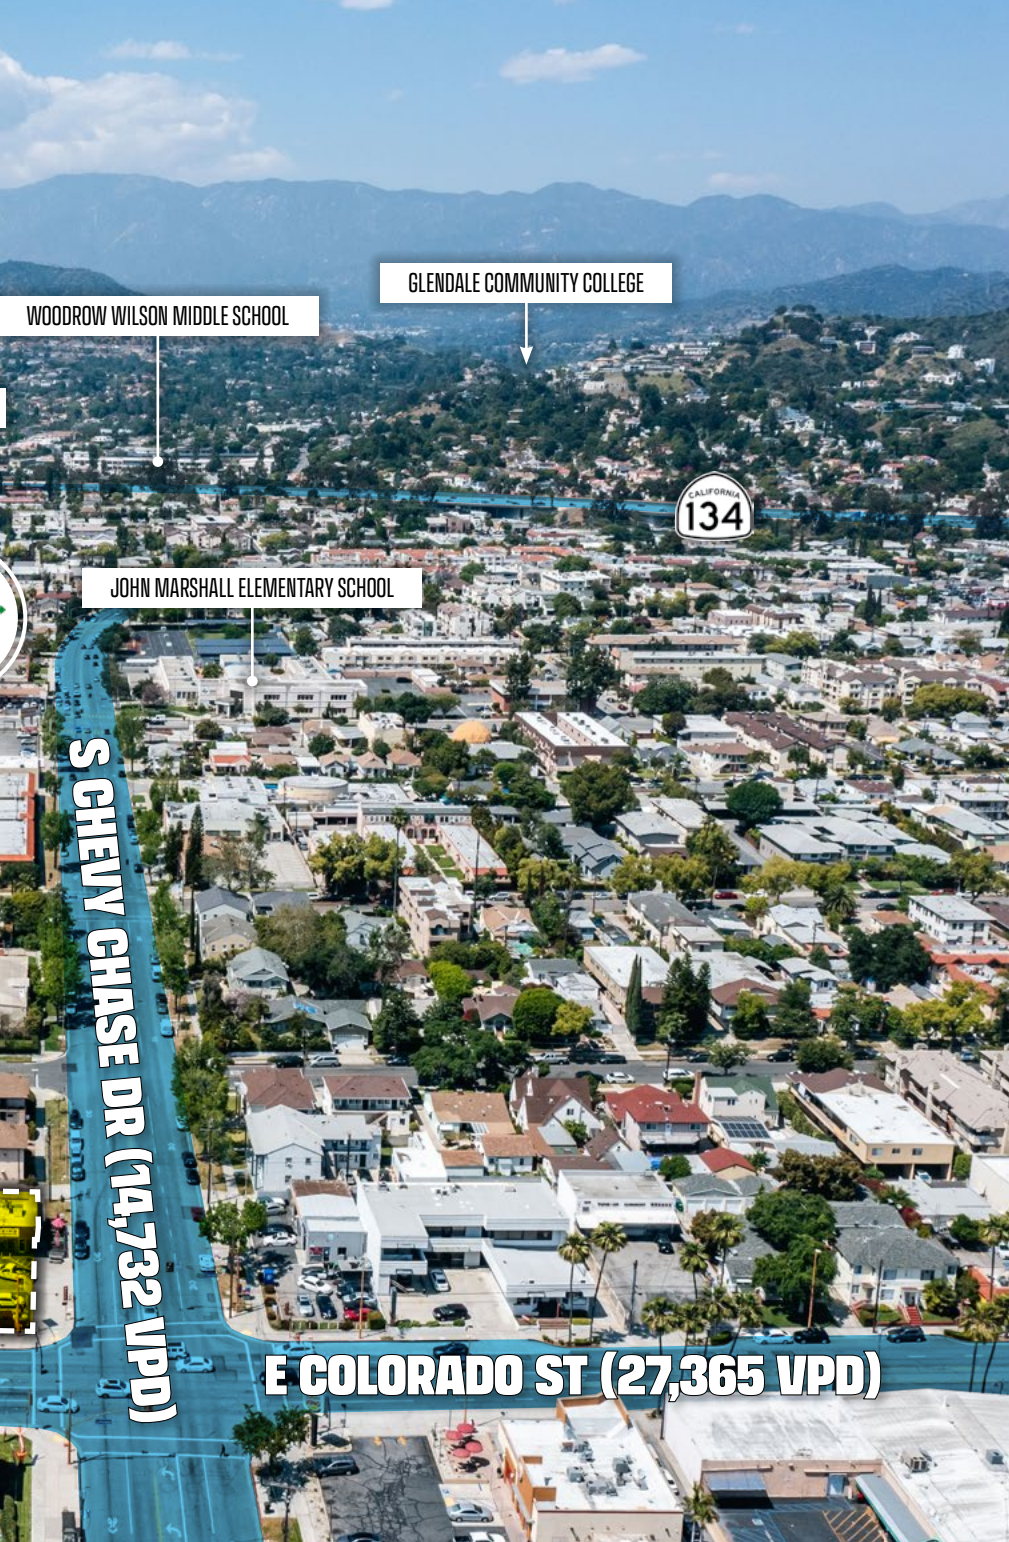 GLENDALE COMMUNITY COLLEGE
WOODROW WILSON MIDDLE SCHOOL
CALIFORNIA
134
JOHN MARSHALL ELEMENTARY SCHOOL
S CHEVY CHASE DR (14,732 VPD)
E COLORADO ST (27,365 VPD)